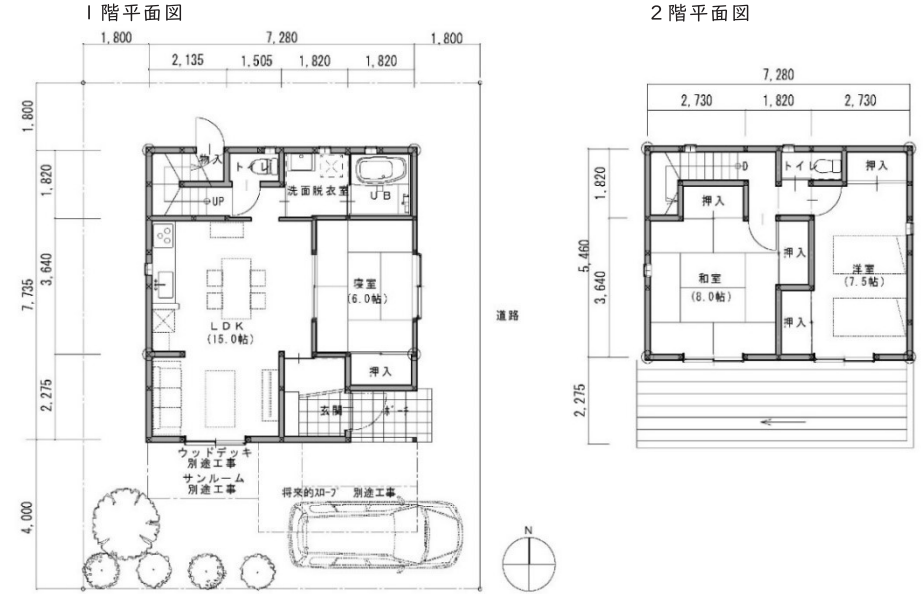 1階平面図
2階平面図
1,800
7,280
1,800
2,135
1,505
1,820
1,820
1,800
1,820
3,640
7,735
2,275
4,000
物入
トイレ
洗面脱衣室
UB
UP
寝室
(6.0帖)
LDK
(15.0帖)
押入
玄関
ポーチ
ウッドデッキ
別途工事
サンルーム
別途工事
将来的スロープ 別途工事
道路
N
7,280
2,730
1,820
2,730
1,820
5,460
3,640
2,275
D
トイレ
押入
押入
押入
和室
(8.0帖)
洋室
(7.5帖)
押入